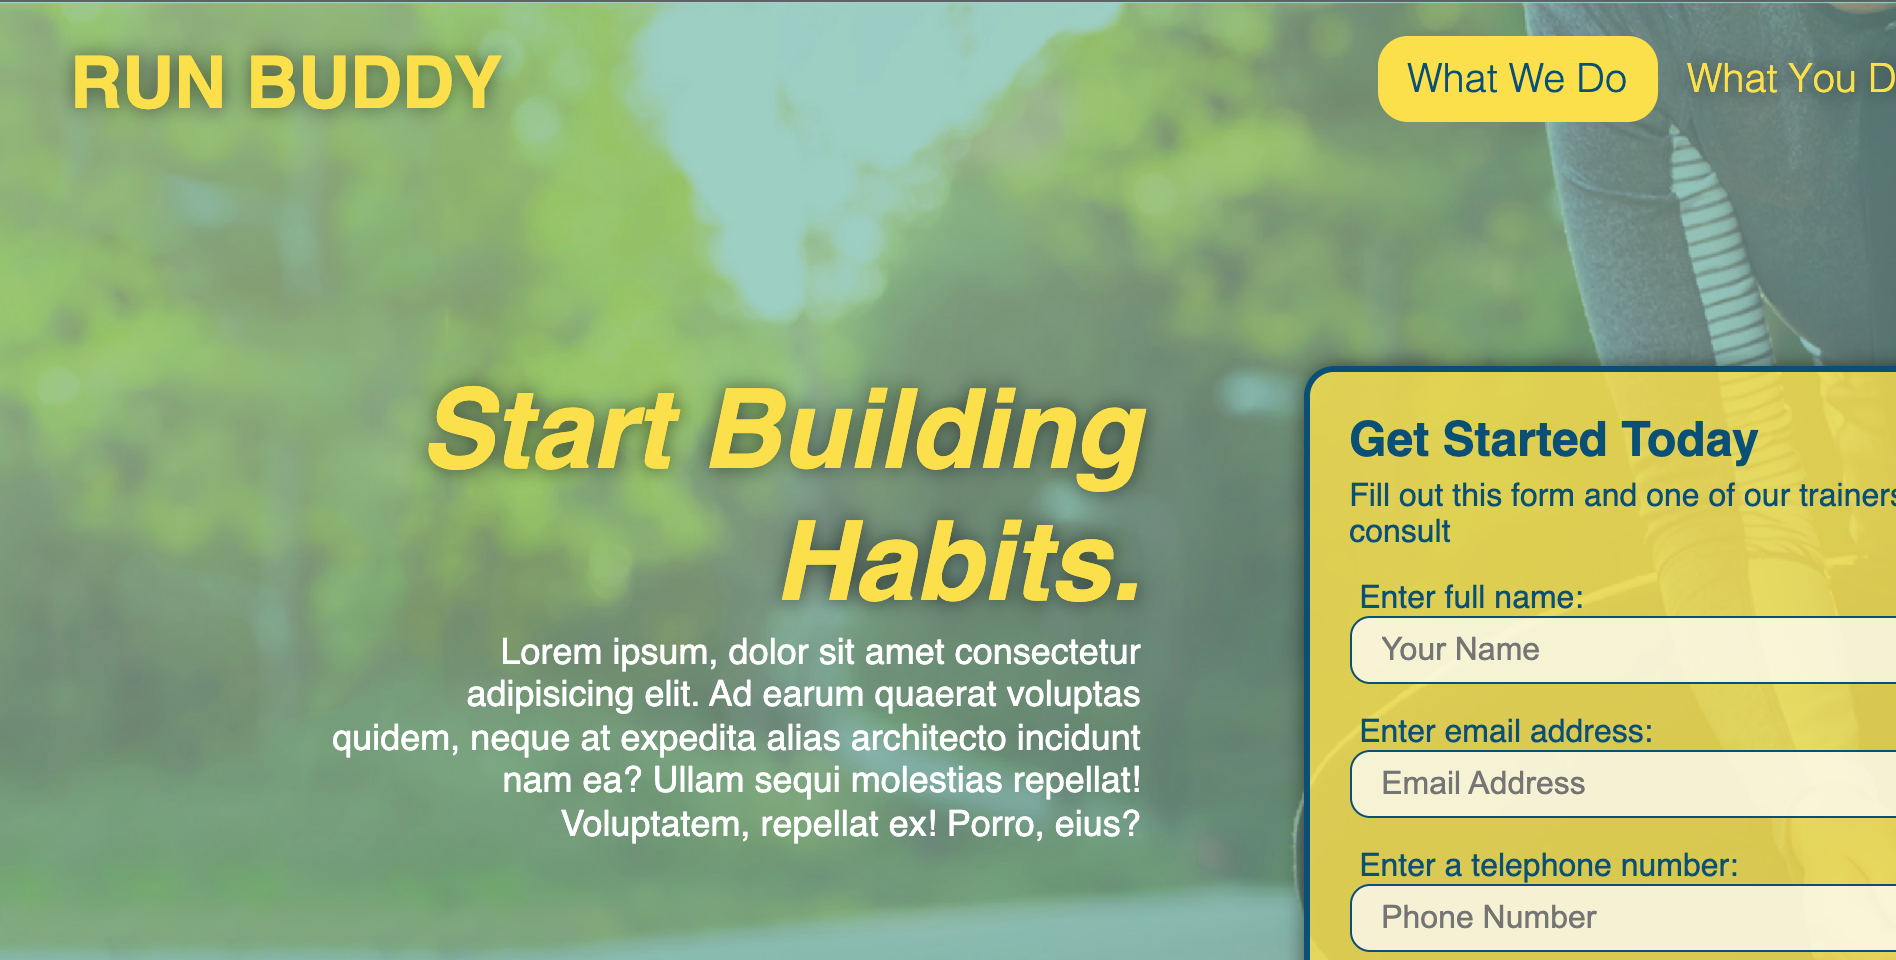 RUN BUDDY
What We Do
What You D
Start Building
Habits.
Lorem ipsum, dolor sit amet consectetur
adipisicing elit. Ad earum quaerat voluptas
quidem, neque at expedita alias architecto incidunt
nam ea? Ullam sequi molestias repellat!
Voluptatem, repellat ex! Porro, eius?
Get Started Today
Fill out this form and one of our trainers
consult
Enter full name:
Your Name
Enter email address:
Email Address
Enter a telephone number:
Phone Number